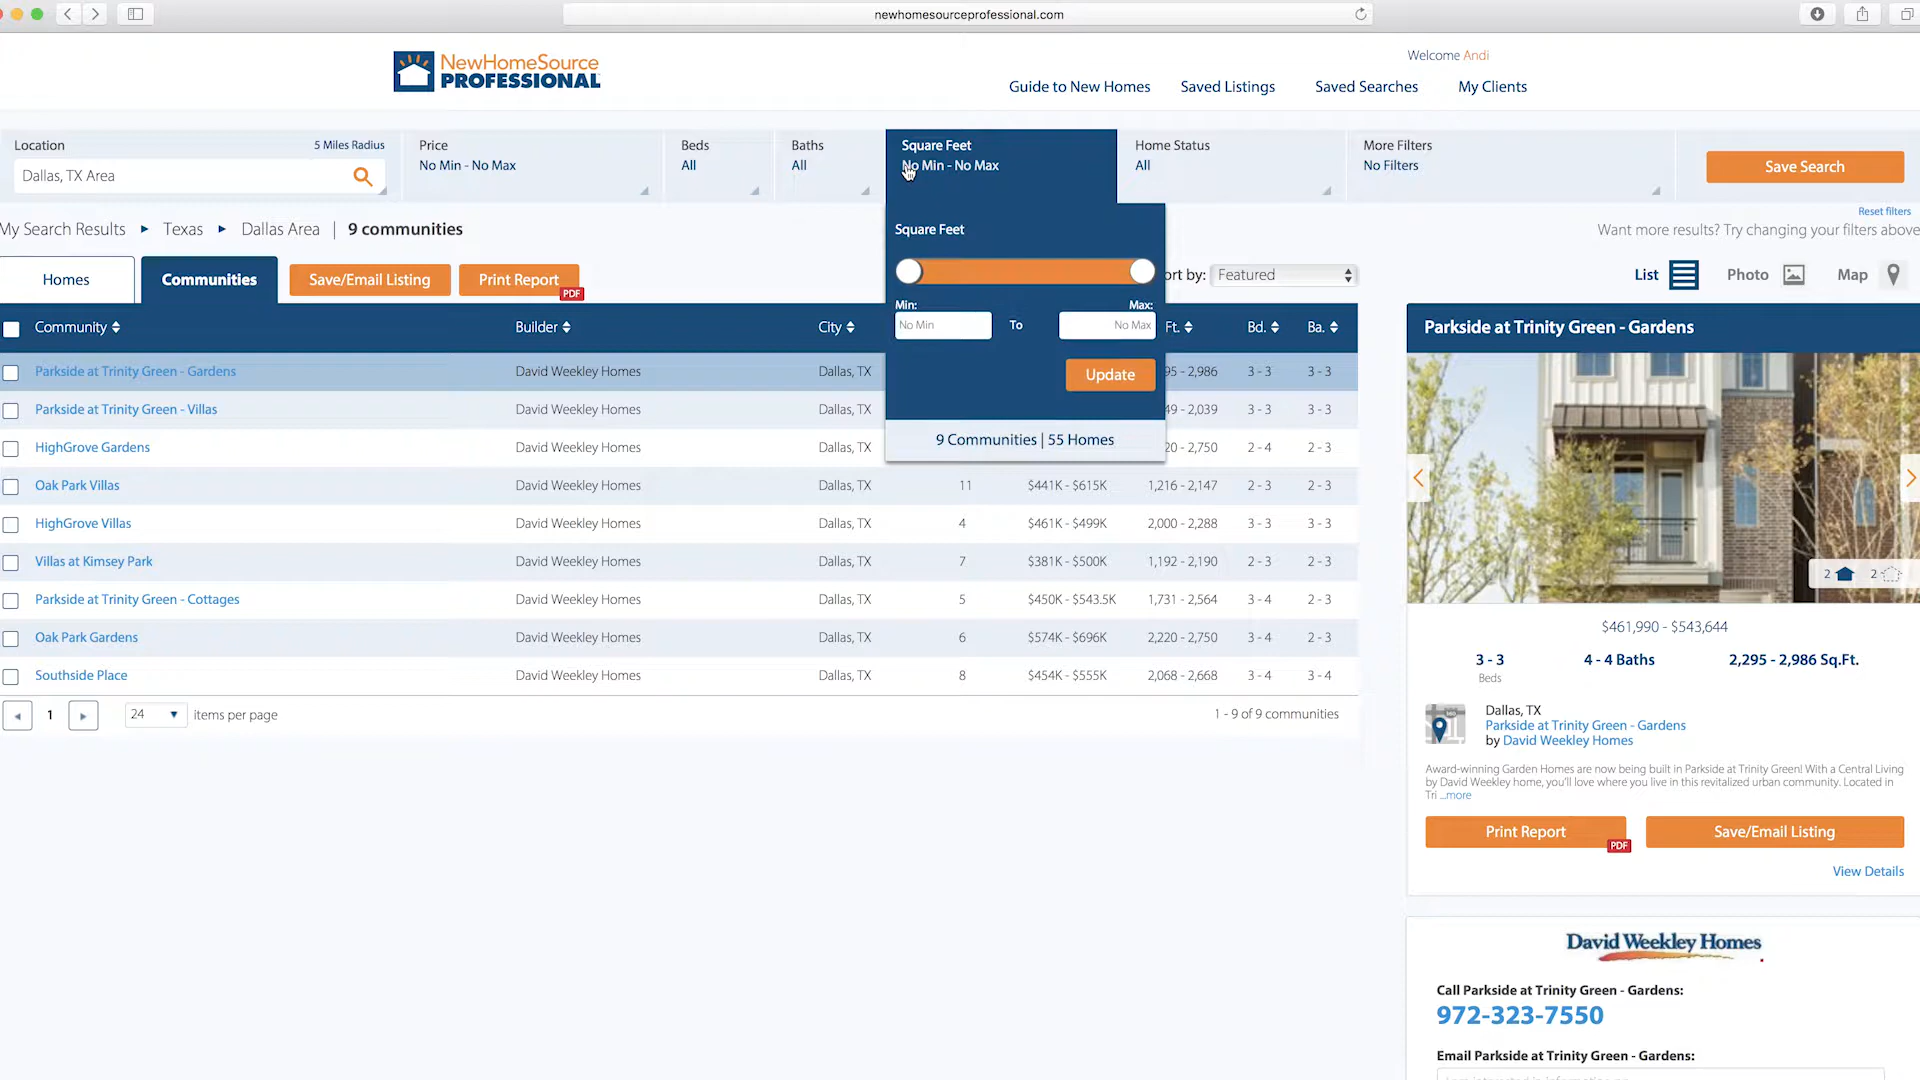 newhomesourceprofessional.com
NewHomeSource
PROFESSIONAL
Welcome Andi
Guide to New Homes
Saved Listings
Saved Searches
My Clients
Location
5 Miles Radius
Dallas, TX Area
Price
No Min - No Max
Beds
All
Baths
All
Square Feet
No Min - No Max
Home Status
All
More Filters
No Filters
Save Search
Reset filters
My Search Results
Texas
Dallas Area | 9 communities
Want more results? Try changing your filters above
Homes
Communities
Save/Email Listing
Print Report
PDF
Square Feet
Min:
Max:
No Min
To
No Max
Update
9 Communities | 55 Homes
ort by:
Featured
List
Photo
Map
Community
Builder
City
Ft.
Bd.
Ba.
Parkside at Trinity Green - Gardens David Weekley Homes Dallas, TX 95 - 2,986 3 - 3 3 - 3
Parkside at Trinity Green - Villas David Weekley Homes Dallas, TX 49 - 2,039 3 - 3 3 - 3
HighGrove Gardens David Weekley Homes Dallas, TX 20 - 2,750 2 - 4 2 - 3
Oak Park Villas David Weekley Homes Dallas, TX 11 $441K - $615K 1,216 - 2,147 2 - 3 2 - 3
HighGrove Villas David Weekley Homes Dallas, TX 4 $461K - $499K 2,000 - 2,288 3 - 3 3 - 3
Villas at Kimsey Park David Weekley Homes Dallas, TX 7 $381K - $500K 1,192 - 2,190 2 - 3 2 - 3
Parkside at Trinity Green - Cottages David Weekley Homes Dallas, TX 5 $450K - $543.5K 1,731 - 2,564 3 - 4 2 - 3
Oak Park Gardens David Weekley Homes Dallas, TX 6 $574K - $696K 2,220 - 2,750 3 - 4 2 - 3
Southside Place David Weekley Homes Dallas, TX 8 $454K - $555K 2,068 - 2,668 3 - 4 3 - 4
1
24
items per page
1 - 9 of 9 communities
Parkside at Trinity Green - Gardens
2
2
$461,990 - $543,644
3 - 3
Beds
4 - 4 Baths
2,295 - 2,986 Sq.Ft.
Dallas, TX
Parkside at Trinity Green - Gardens
by David Weekley Homes
Award-winning Garden Homes are now being built in Parkside at Trinity Green! With a Central Living
by David Weekley home, you'll love where you live in this revitalized urban community. Located in
Tri ...more
Print Report
PDF
Save/Email Listing
View Details
David Weekley Homes
Call Parkside at Trinity Green - Gardens:
972-323-7550
Email Parkside at Trinity Green - Gardens: